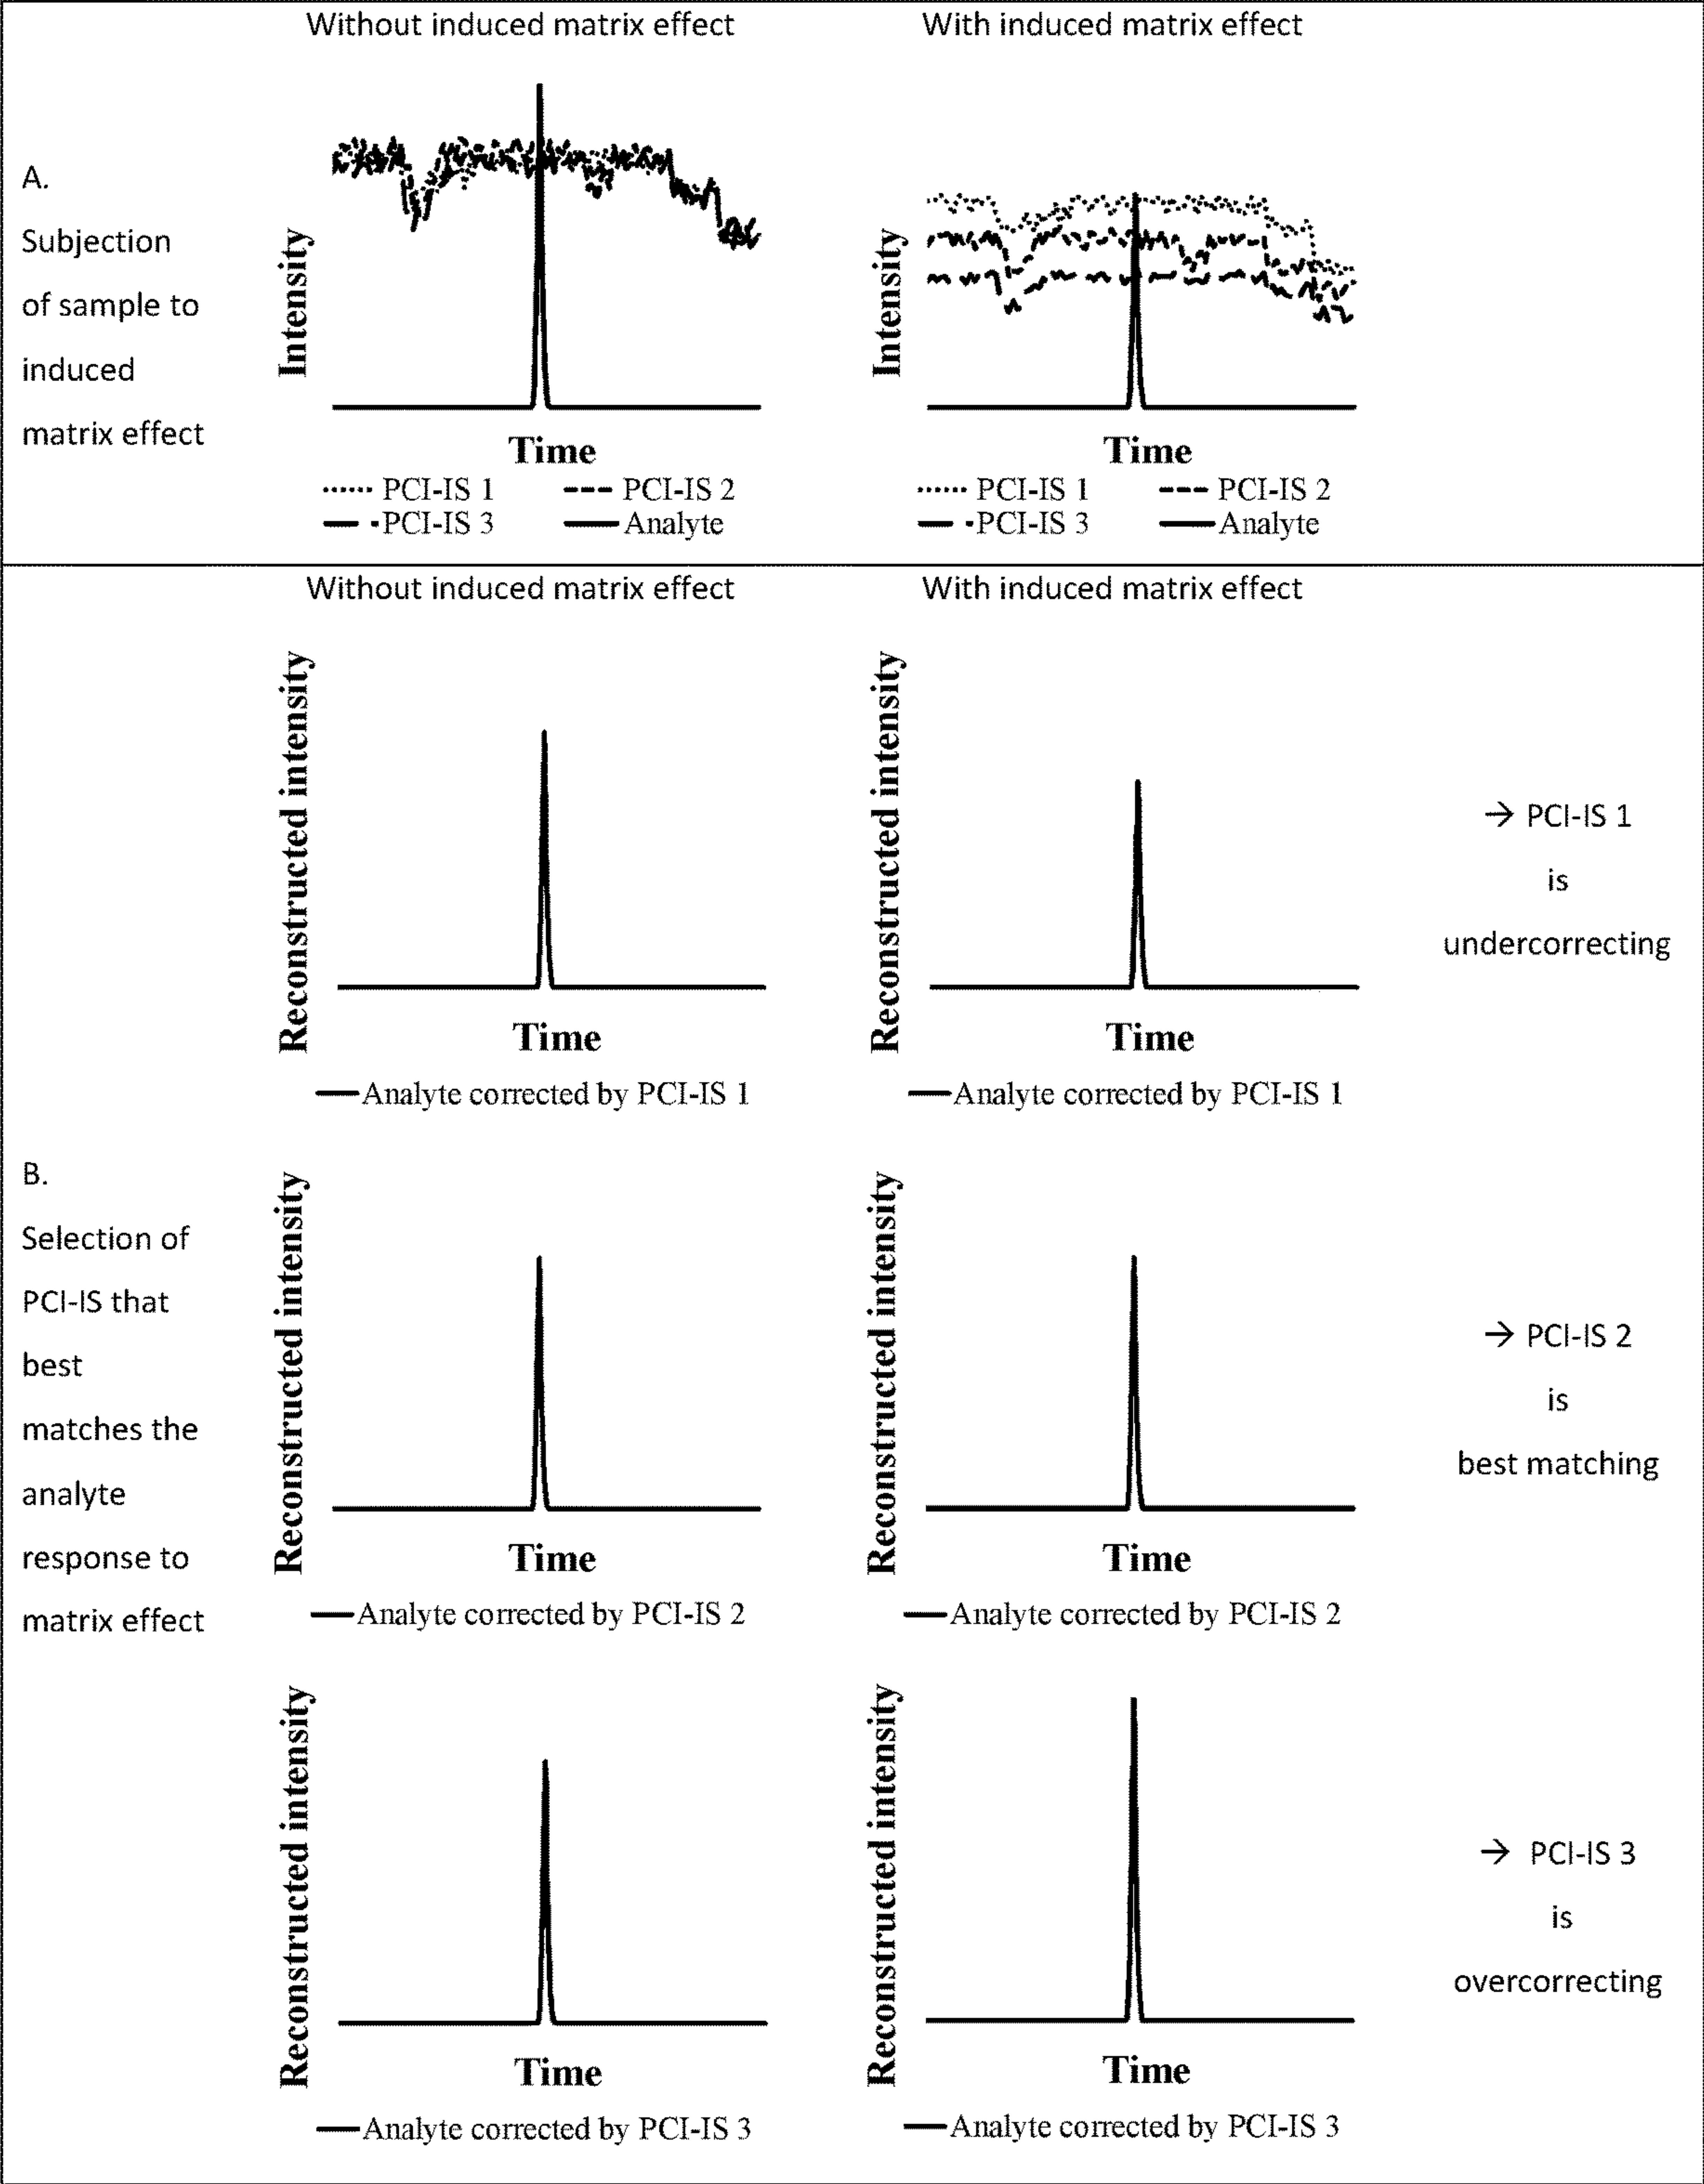 Without induced matrix effect
With induced matrix effect
A.
Subjection
of sample to
induced
matrix effect
Intensity
Time
PCI-IS 1
PCI-IS 2
PCI-IS 3
Analyte
Intensity
Time
PCI-IS 1
PCI-IS 2
PCI-IS 3
Analyte
Without induced matrix effect
With induced matrix effect
B.
Selection of
PCI-IS that
best
matches the
analyte
response to
matrix effect
Reconstructed intensity
Time
Analyte corrected by PCI-IS 1
Reconstructed intensity
Time
Analyte corrected by PCI-IS 1
→ PCI-IS 1
is
undercorrecting
Reconstructed intensity
Time
Analyte corrected by PCI-IS 2
Reconstructed intensity
Time
Analyte corrected by PCI-IS 2
→ PCI-IS 2
is
best matching
Reconstructed intensity
Time
Analyte corrected by PCI-IS 3
Reconstructed intensity
Time
Analyte corrected by PCI-IS 3
→ PCI-IS 3
is
overcorrecting